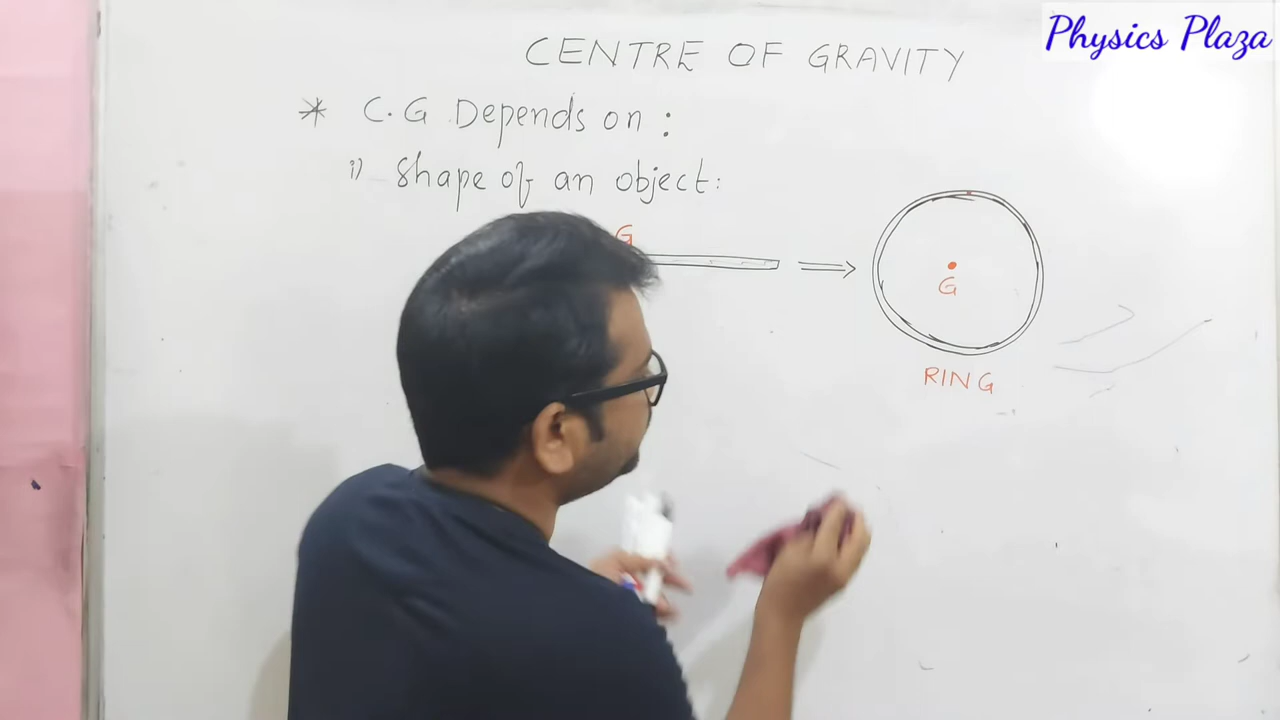 Physics Plaza
CENTRE OF GRAVITY
* C.G Depends on :
i) Shape of an object:
G
G
RING